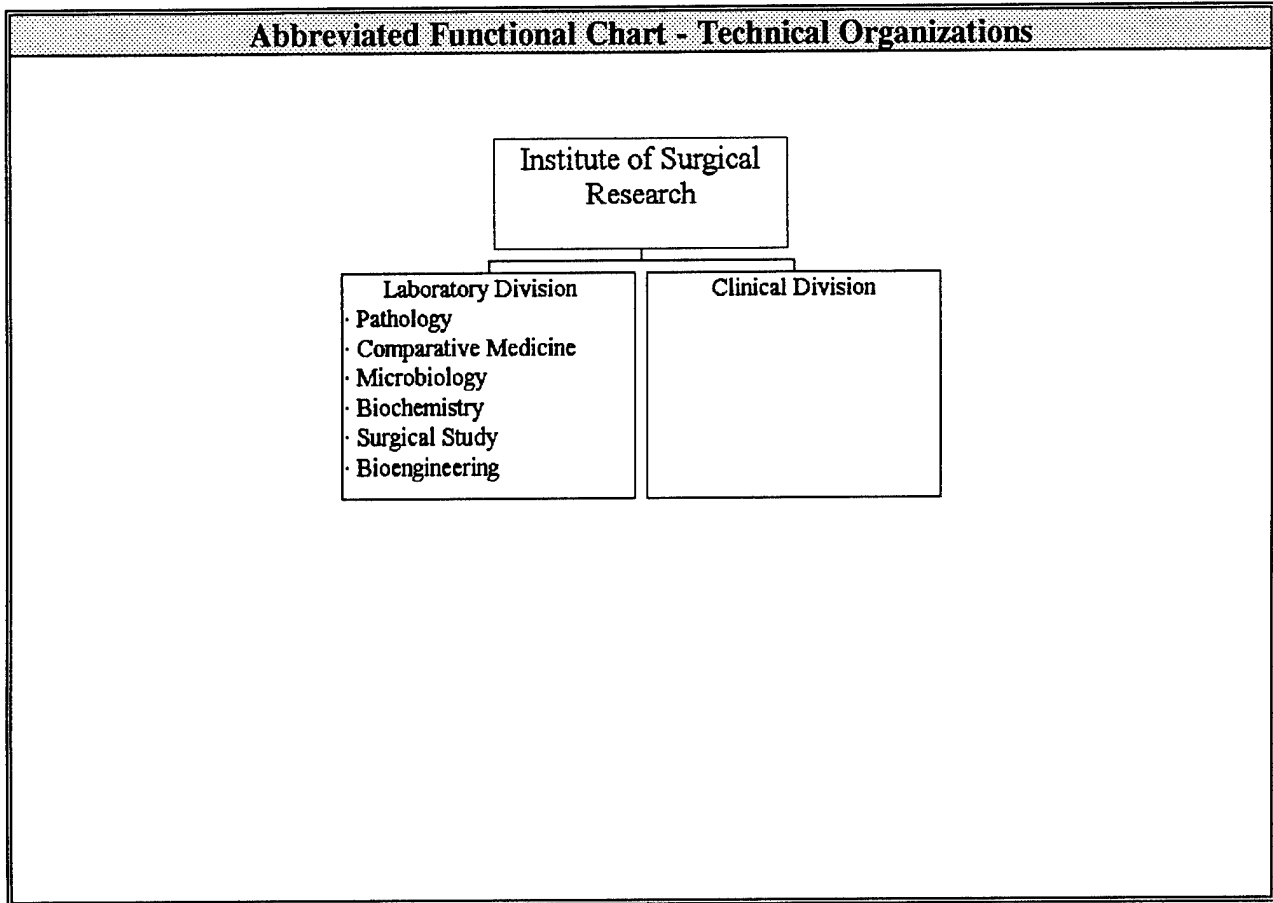 Abbreviated Functional Chart - Technical Organizations
Institute of Surgical
Research
Laboratory Division
· Pathology
· Comparative Medicine
· Microbiology
· Biochemistry
· Surgical Study
· Bioengineering
Clinical Division